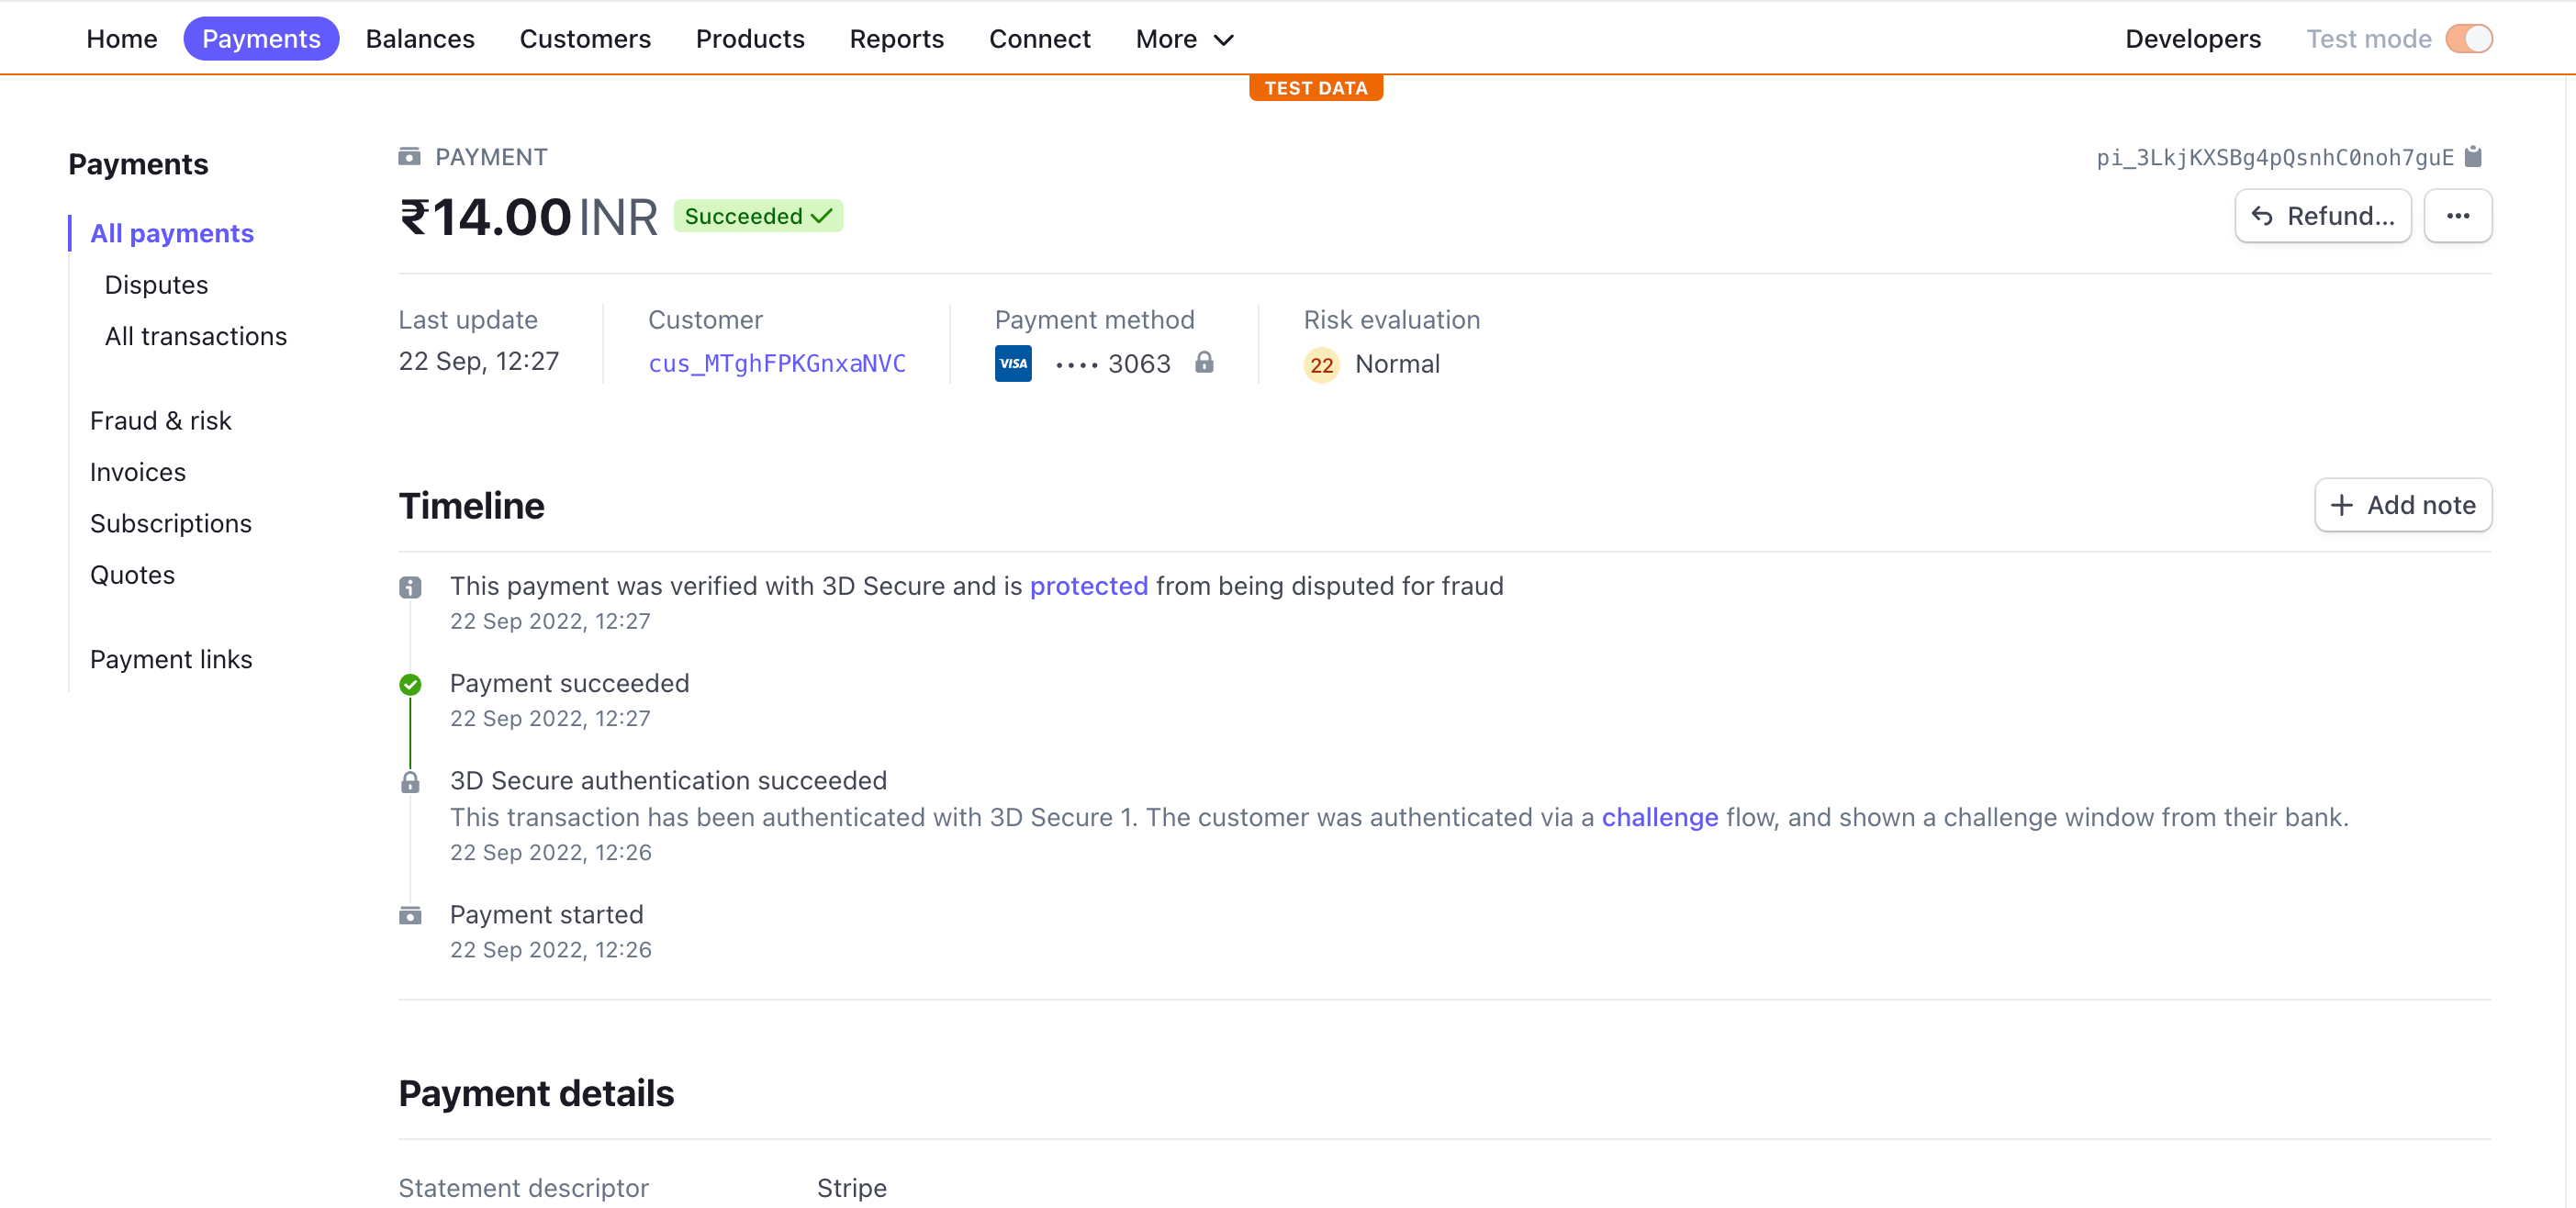 Home Payments Balances Customers Products Reports Connect More Developers Test mode
TEST DATA
Payments
All payments
Disputes
All transactions
Fraud & risk
Invoices
Subscriptions
Quotes
Payment links
PAYMENT
pi_3LkjKXSBg4pQsnhC0noh7guE
₹14.00 INR Succeeded
Refund...
Last update
22 Sep, 12:27
Customer
cus_MTghFPKGnxaNVC
Payment method
VISA •••• 3063
Risk evaluation
22 Normal
Timeline
Add note
This payment was verified with 3D Secure and is protected from being disputed for fraud
22 Sep 2022, 12:27
Payment succeeded
22 Sep 2022, 12:27
3D Secure authentication succeeded
This transaction has been authenticated with 3D Secure 1. The customer was authenticated via a challenge flow, and shown a challenge window from their bank.
22 Sep 2022, 12:26
Payment started
22 Sep 2022, 12:26
Payment details
Statement descriptor Stripe